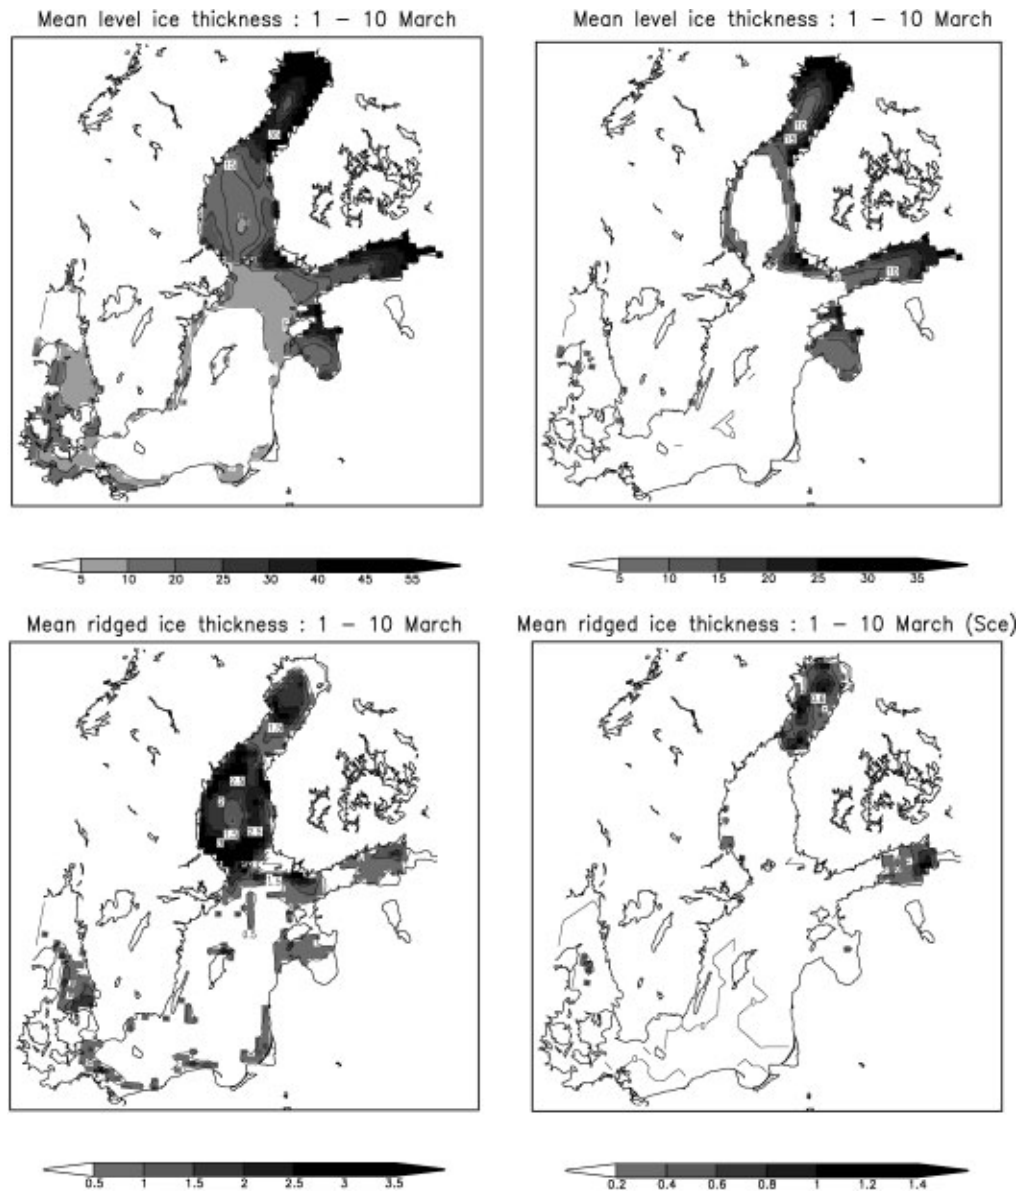 Mean level ice thickness : 1 – 10 March
Mean level ice thickness : 1 – 10 March
5 10 20 25 30 40 45 55
5 10 15 20 25 35
Mean ridged ice thickness : 1 – 10 March
Mean ridged ice thickness : 1 – 10 March (Sce)
0.5 1 1.5 2 2.5 3 3.5
0.2 0.4 0.6 0.8 1 1.4